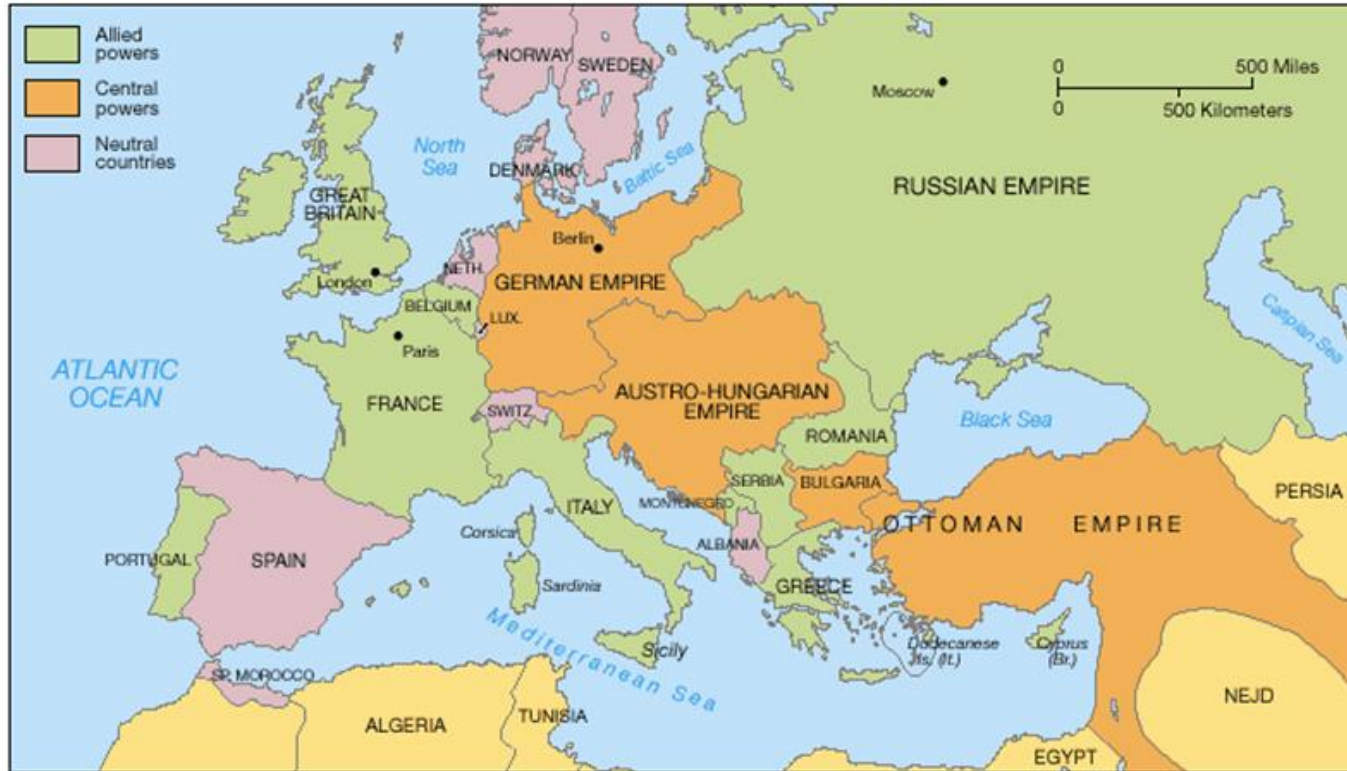 Allied
powers
Central
powers
Neutral
countries
NORWAY
SWEDEN
Moscow
0 500 Miles
0 500 Kilometers
North
Sea
DENMARK
Baltic Sea
RUSSIAN EMPIRE
GREAT
BRITAIN
London
NETH.
Berlin
GERMAN EMPIRE
BELGIUM
LUX.
Paris
Caspian Sea
ATLANTIC
OCEAN
FRANCE
SWITZ.
AUSTRO-HUNGARIAN
EMPIRE
ROMANIA
Black Sea
SERBIA
BULGARIA
PERSIA
MONTENEGRO
ITALY
OTTOMAN EMPIRE
Corsica
ALBANIA
PORTUGAL
SPAIN
Sardinia
GREECE
Mediterranean Sea
Sicily
Dodecanese
Is. (It.)
Cyprus
(Br.)
SP. MOROCCO
NEJD
ALGERIA
TUNISIA
EGYPT